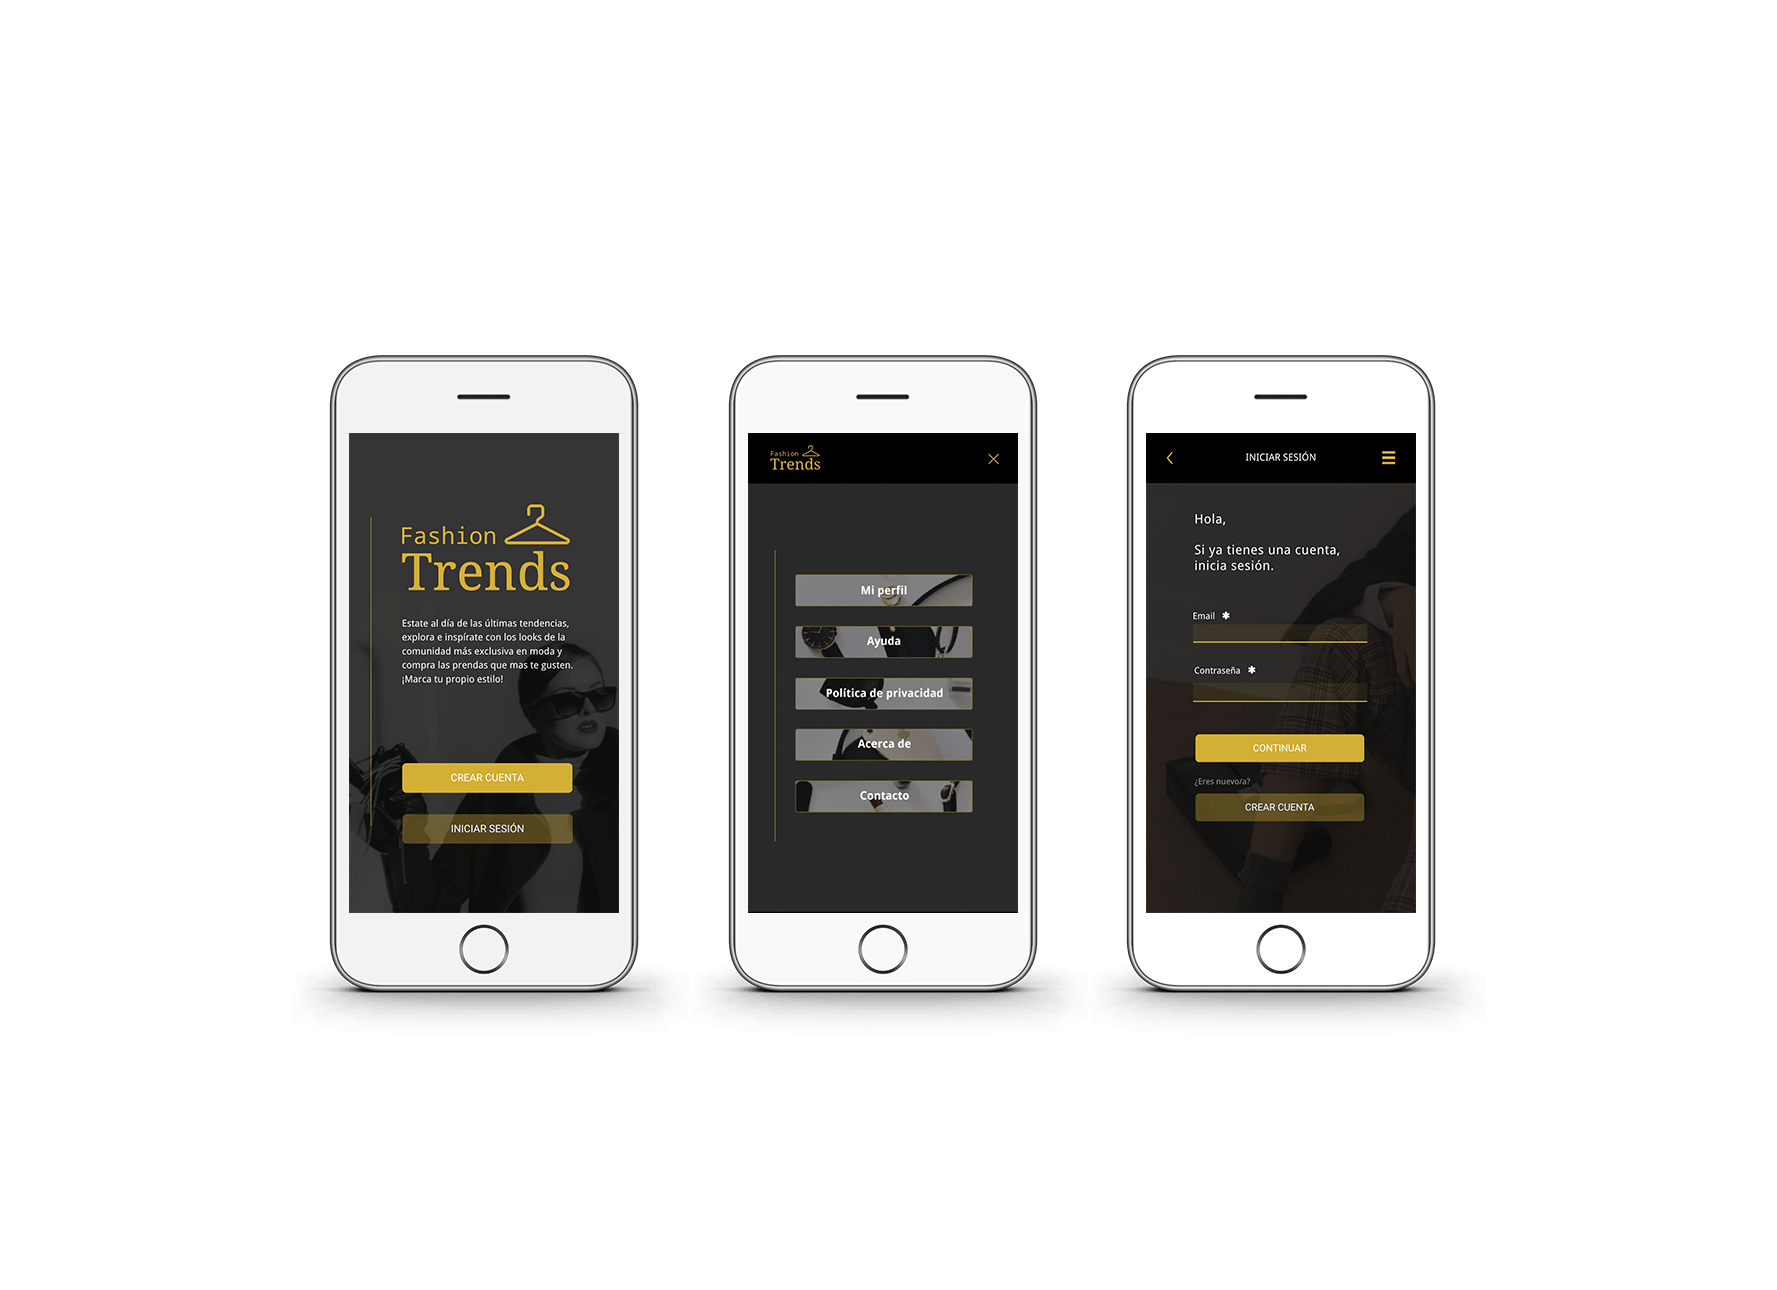 Fashion
Trends
Estate al día de las últimas tendencias,
explora e inspírate con los looks de la
comunidad más exclusiva en moda y
compra las prendas que mas te gusten.
¡Marca tu propio estilo!
CREAR CUENTA
INICIAR SESIÓN
Fashion
Trends
Mi perfil
Ayuda
Política de privacidad
Acerca de
Contacto
INICIAR SESIÓN
Hola,
Si ya tienes una cuenta,
inicia sesión.
Email ✱
Contraseña ✱
CONTINUAR
¿Eres nuevo/a?
CREAR CUENTA